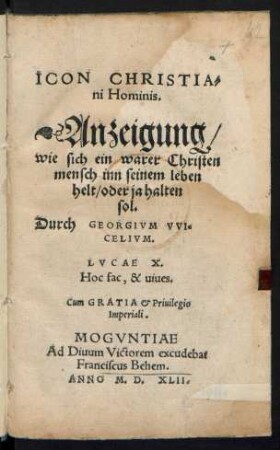 ICON CHRISTIA-
ni Hominis.
Anzeigung/
wie sich ein warer Christen
mensch inn seinem leben
helt/oder ja halten
sol.
Durch GEORGIVM VVI-
CELIVM.
LVCAE X.
Hoc fac, & uiues.
Cum GRATIA & Priuilegio
Imperiali.
MOGVNTIAE
Ad Diuum Victorem excudebat
Franciscus Behem.
ANNO M. D. XLII.